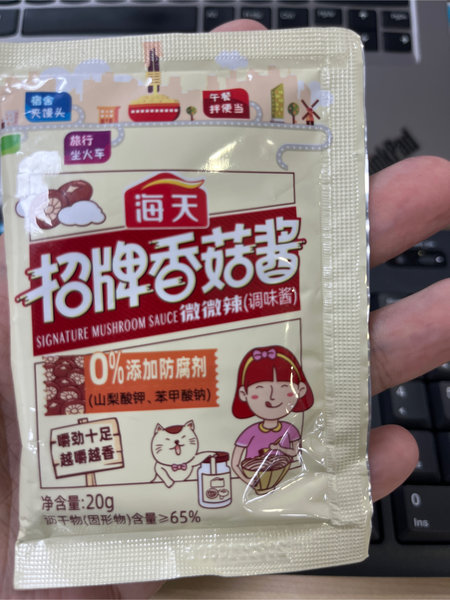 宿舍
夹馒头
午餐
拌便当
旅行
坐火车
海天
招牌香菇酱
SIGNATURE MUSHROOM SAUCE 微微辣(调味酱)
0%添加防腐剂
(山梨酸钾、苯甲酸钠)
嚼劲十足
越嚼越香
净含量:20g
干物(固形物)含量≥65%
0
Ins